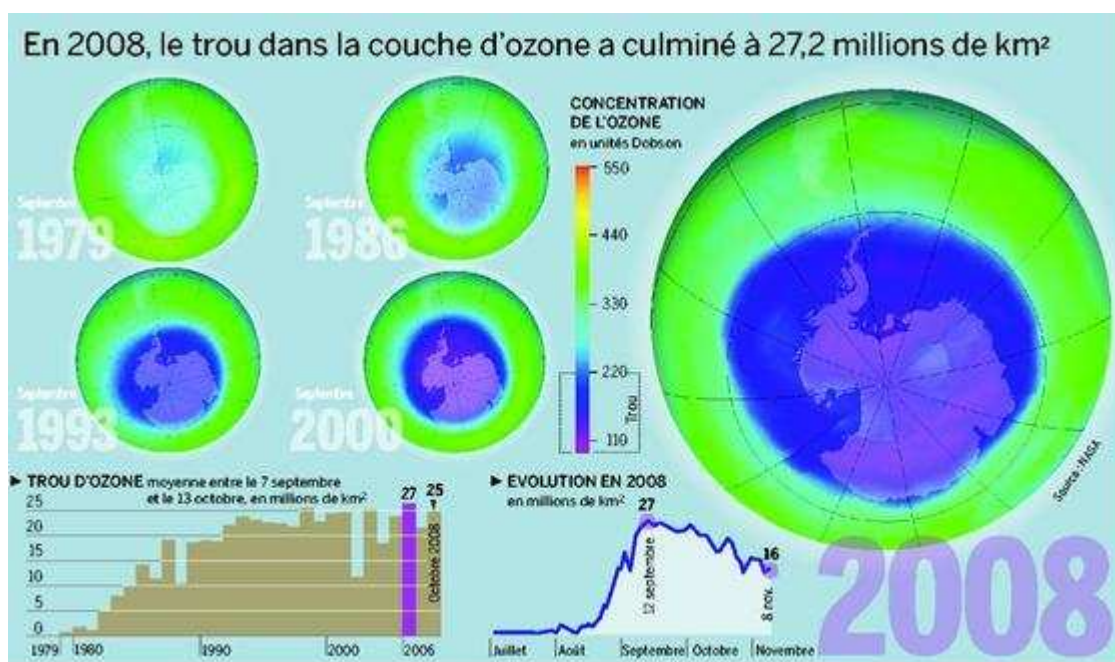 En 2008, le trou dans la couche d'ozone a culminé à 27,2 millions de km²
Septembre
1979
Septembre
1986
Septembre
1993
Septembre
2000
CONCENTRATION
DE L'OZONE
en unités Dobson
550
440
330
220
110
Trou
Source : NASA
2008
► TROU D'OZONE moyenne entre le 7 septembre
et le 13 octobre, en millions de km²
25
20
15
10
5
0
27
25
Octobre 2008
1979
1980
1990
2000
2006
► EVOLUTION EN 2008
en millions de km²
27
12 septembre
16
8 nov.
Juillet
Août
Septembre
Octobre
Novembre